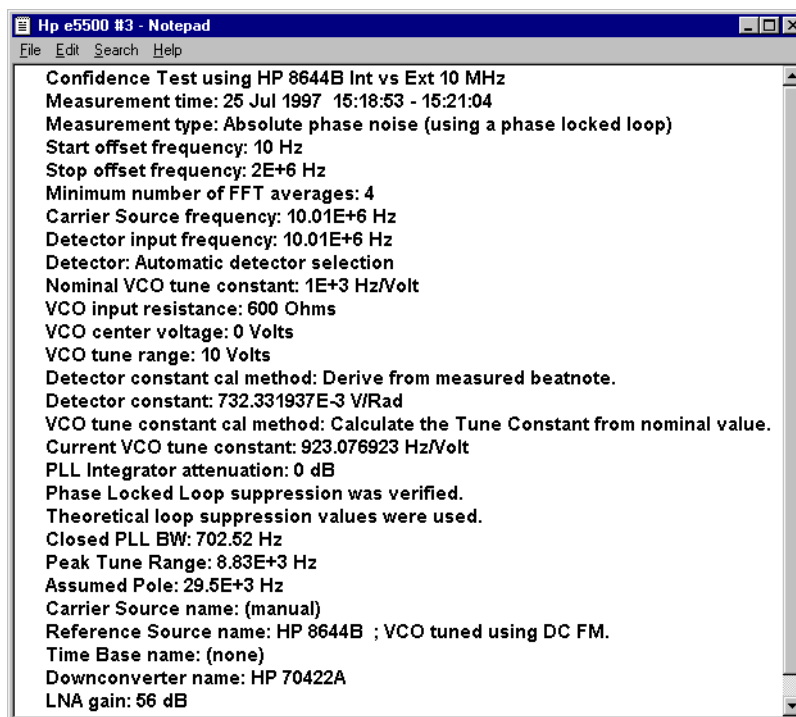 Hp e5500 #3 - Notepad
File Edit Search Help
Confidence Test using HP 8644B Int vs Ext 10 MHz
Measurement time: 25 Jul 1997 15:18:53 - 15:21:04
Measurement type: Absolute phase noise (using a phase locked loop)
Start offset frequency: 10 Hz
Stop offset frequency: 2E+6 Hz
Minimum number of FFT averages: 4
Carrier Source frequency: 10.01E+6 Hz
Detector input frequency: 10.01E+6 Hz
Detector: Automatic detector selection
Nominal VCO tune constant: 1E+3 Hz/Volt
VCO input resistance: 600 Ohms
VCO center voltage: 0 Volts
VCO tune range: 10 Volts
Detector constant cal method: Derive from measured beatnote.
Detector constant: 732.331937E-3 V/Rad
VCO tune constant cal method: Calculate the Tune Constant from nominal value.
Current VCO tune constant: 923.076923 Hz/Volt
PLL Integrator attenuation: 0 dB
Phase Locked Loop suppression was verified.
Theoretical loop suppression values were used.
Closed PLL BW: 702.52 Hz
Peak Tune Range: 8.83E+3 Hz
Assumed Pole: 29.5E+3 Hz
Carrier Source name: (manual)
Reference Source name: HP 8644B ; VCO tuned using DC FM.
Time Base name: (none)
Downconverter name: HP 70422A
LNA gain: 56 dB